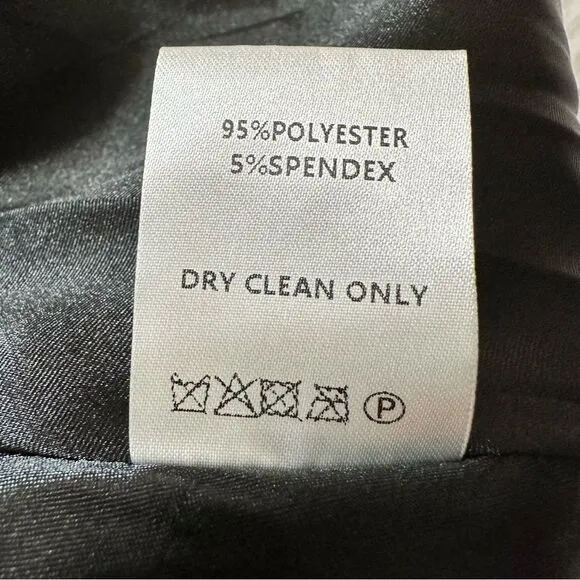 95%POLYESTER
5%SPENDEX
DRY CLEAN ONLY
P